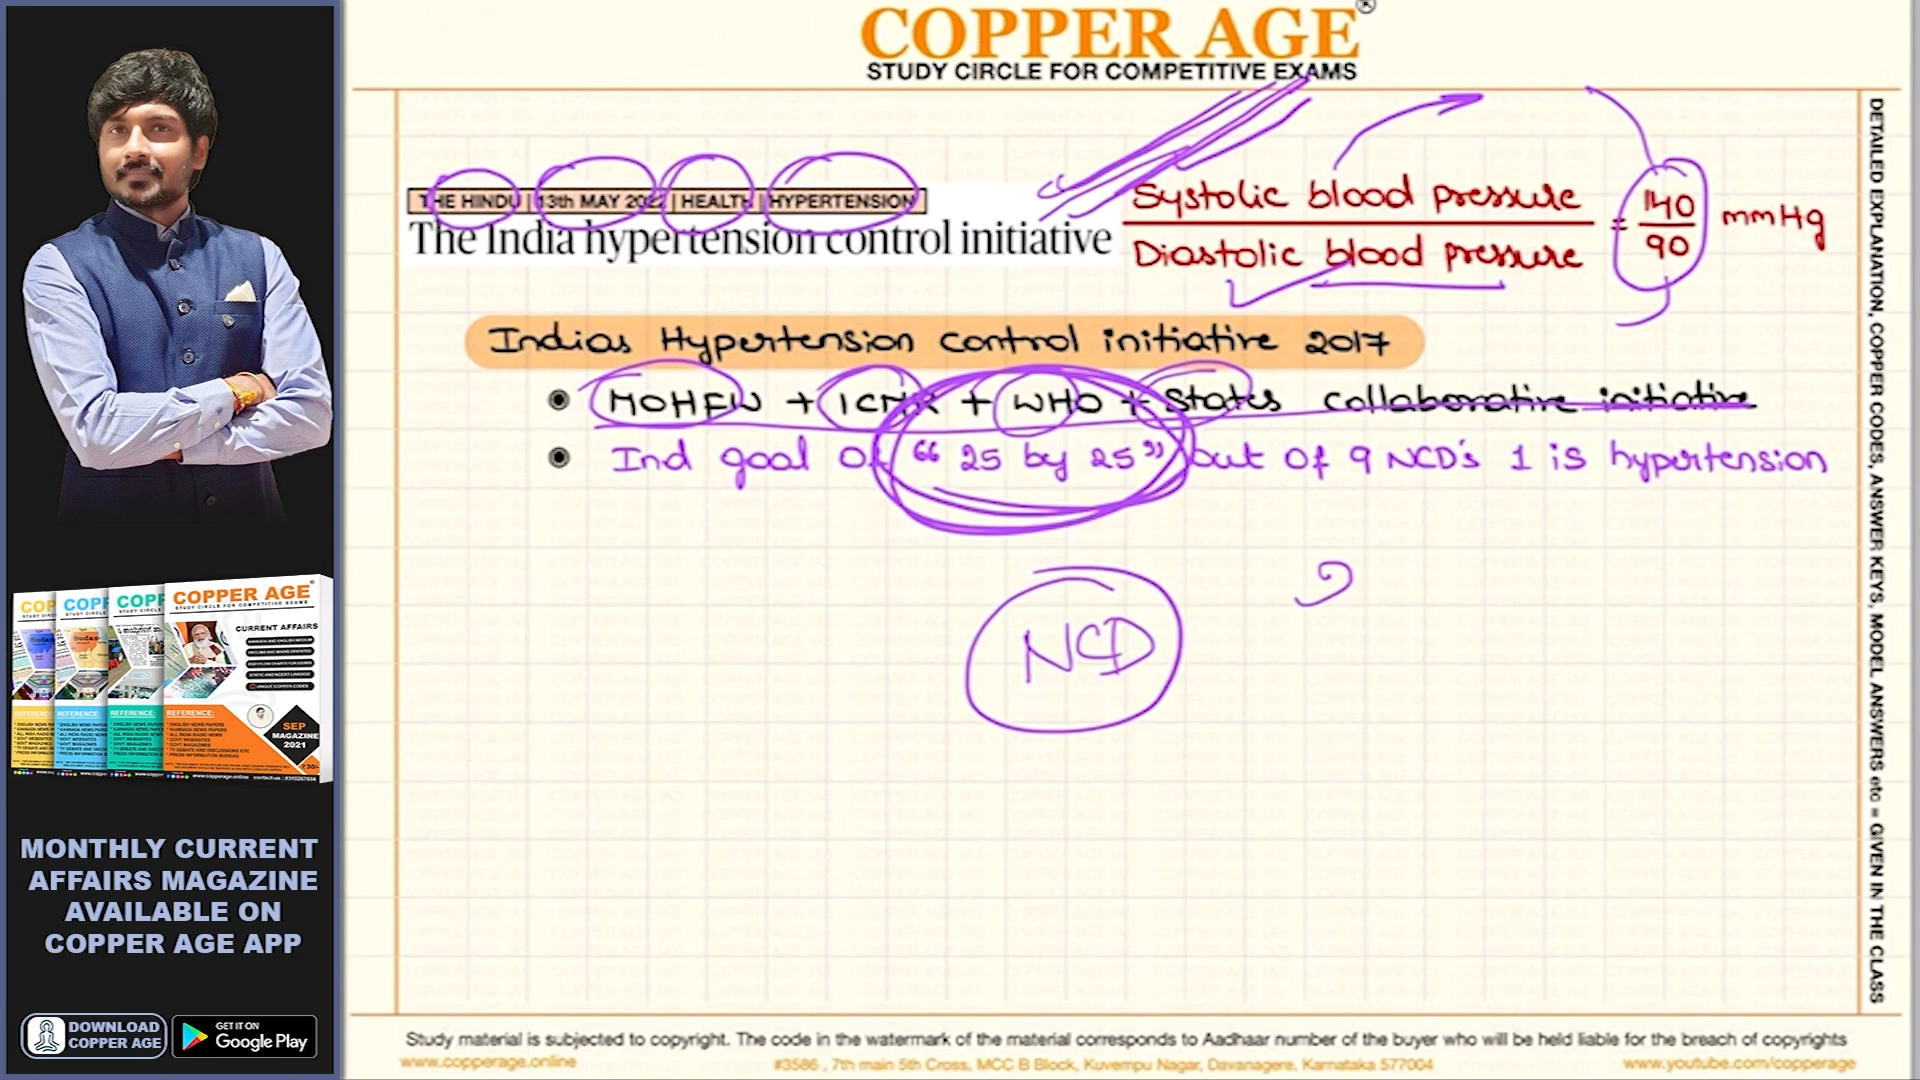 COPPER AGE
STUDY CIRCLE FOR COMPETITIVE EXAMS
THE HINDU | 13th MAY 2022 | HEALTH | HYPERTENSION
The India hypertension control initiative
Systolic blood pressure
Diastolic blood pressure
= 140
90
mmHg
Indias Hypertension Control initiative 2017
MOHFW + ICMR + WHO + States collaborative initiative
Ind goal of "25 by 25" out of 9 NCD's 1 is hypertension
NCD
DETAILED EXPLANATION, COPPER CODES, ANSWER KEYS, MODEL ANSWERS etc = GIVEN IN THE CLASS
COPPER AGE
STUDY CIRCLE FOR COMPETITIVE EXAMS
CURRENT AFFAIRS
REFERENCE:
SEP
MAGAZINE
2021
MONTHLY CURRENT
AFFAIRS MAGAZINE
AVAILABLE ON
COPPER AGE APP
DOWNLOAD
COPPER AGE
GET IT ON
Google Play
Study material is subjected to copyright. The code in the watermark of the material corresponds to Aadhaar number of the buyer who will be held liable for the breach of copyrights
www.copperage.online
#3586 , 7th main 5th Cross, MCC B Block, Kuvempu Nagar, Davanagere, Karnataka 577004
www.youtube.com/copperage